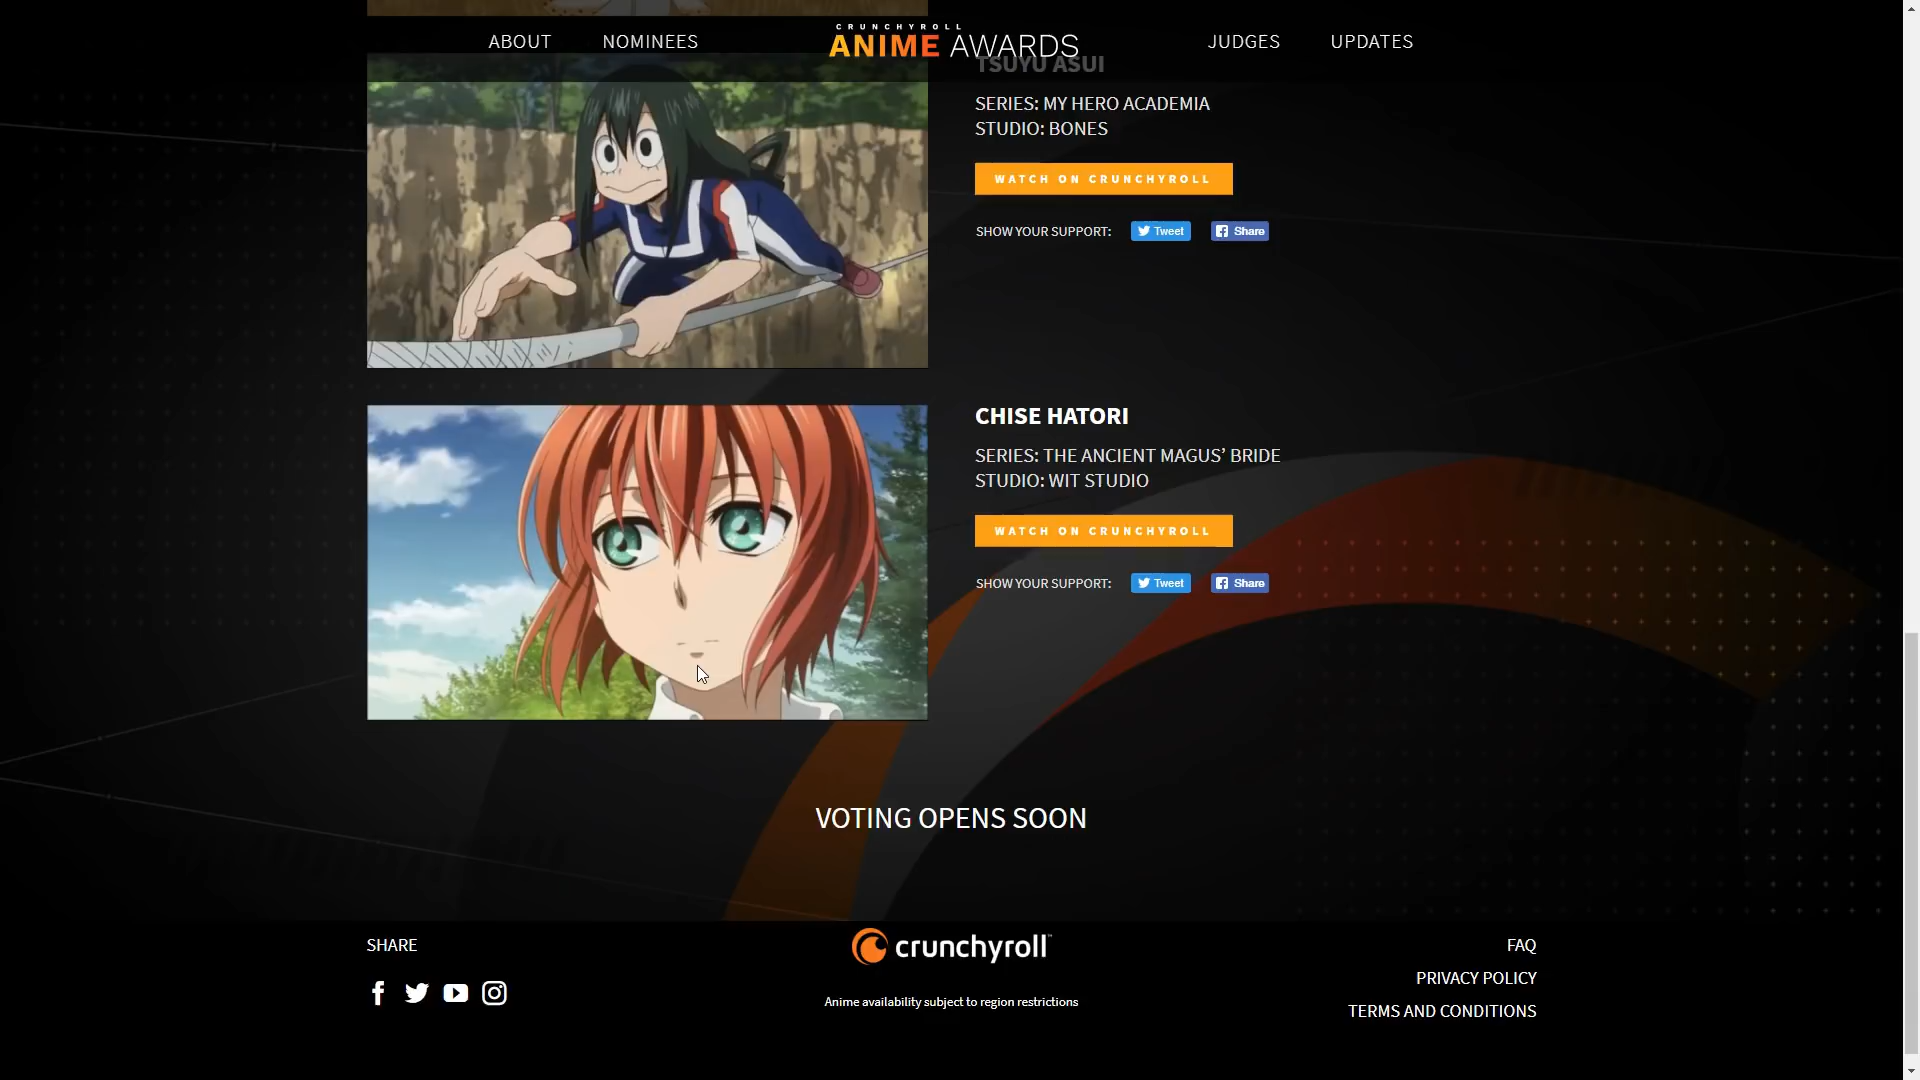 ABOUT
NOMINEES
CRUNCHYROLL
ANIME AWARDS
JUDGES
UPDATES
TSUYU ASUI
SERIES: MY HERO ACADEMIA
STUDIO: BONES
WATCH ON CRUNCHYROLL
SHOW YOUR SUPPORT:
Tweet
Share
CHISE HATORI
SERIES: THE ANCIENT MAGUS’ BRIDE
STUDIO: WIT STUDIO
WATCH ON CRUNCHYROLL
SHOW YOUR SUPPORT:
Tweet
Share
VOTING OPENS SOON
SHARE
crunchyroll™
Anime availability subject to region restrictions
FAQ
PRIVACY POLICY
TERMS AND CONDITIONS